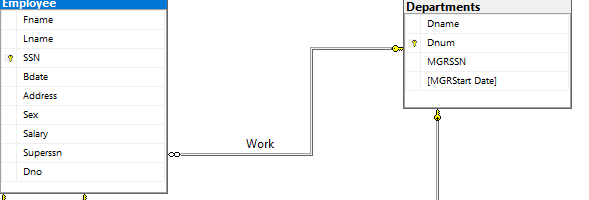 Employee
Fname
Lname
SSN
Bdate
Address
Sex
Salary
Superssn
Dno
Work
Departments
Dname
Dnum
MGRSSN
[MGRStart Date]